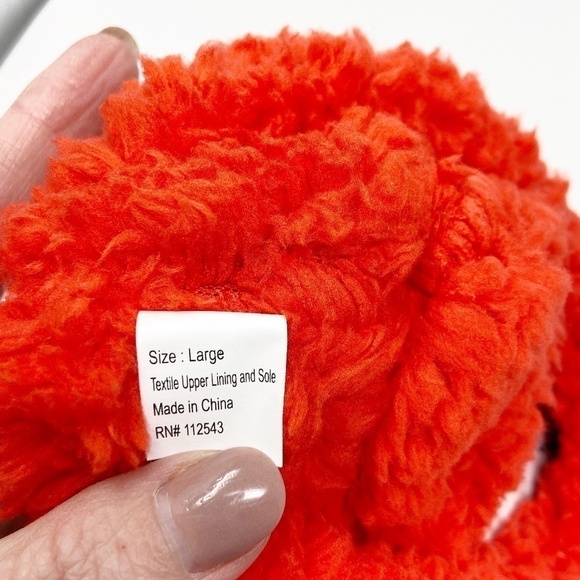 Size : Large
Textile Upper Lining and Sole
Made in China
RN# 112543